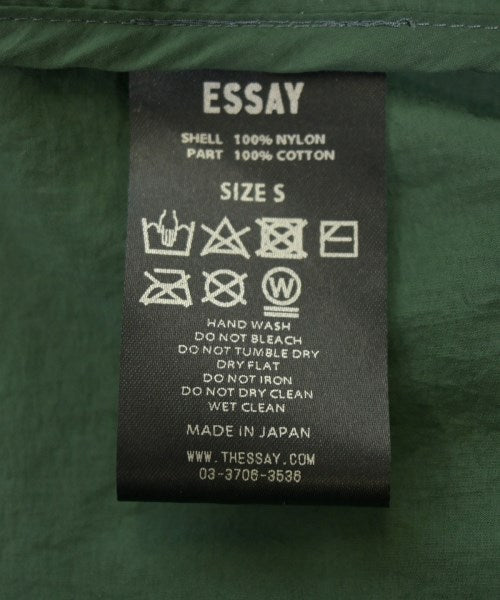 ESSAY
SHELL 100% NYLON
PART 100% COTTON
SIZE S
W
HAND WASH
DO NOT BLEACH
DO NOT TUMBLE DRY
DRY FLAT
DO NOT IRON
DO NOT DRY CLEAN
WET CLEAN
MADE IN JAPAN
WWW.THESSAY.COM
03-3706-3536